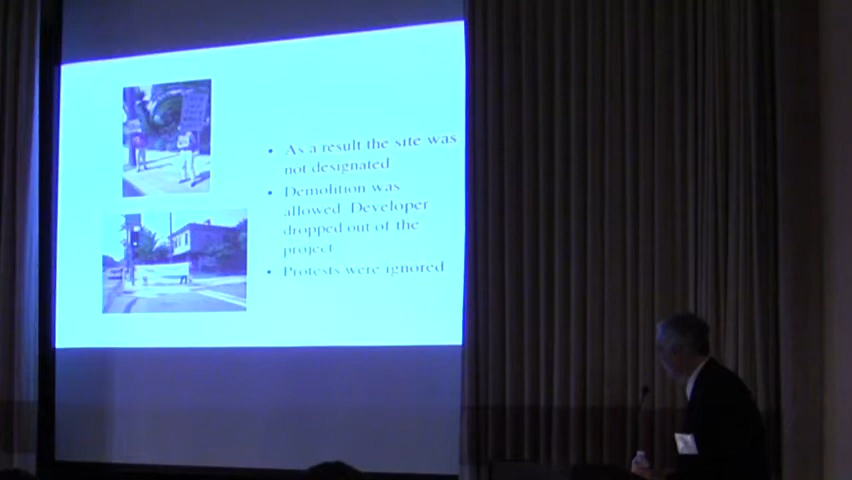 • As a result the site was
not designated
• Demolition was
allowed. Developer
dropped out of the
project
• Protests were ignored